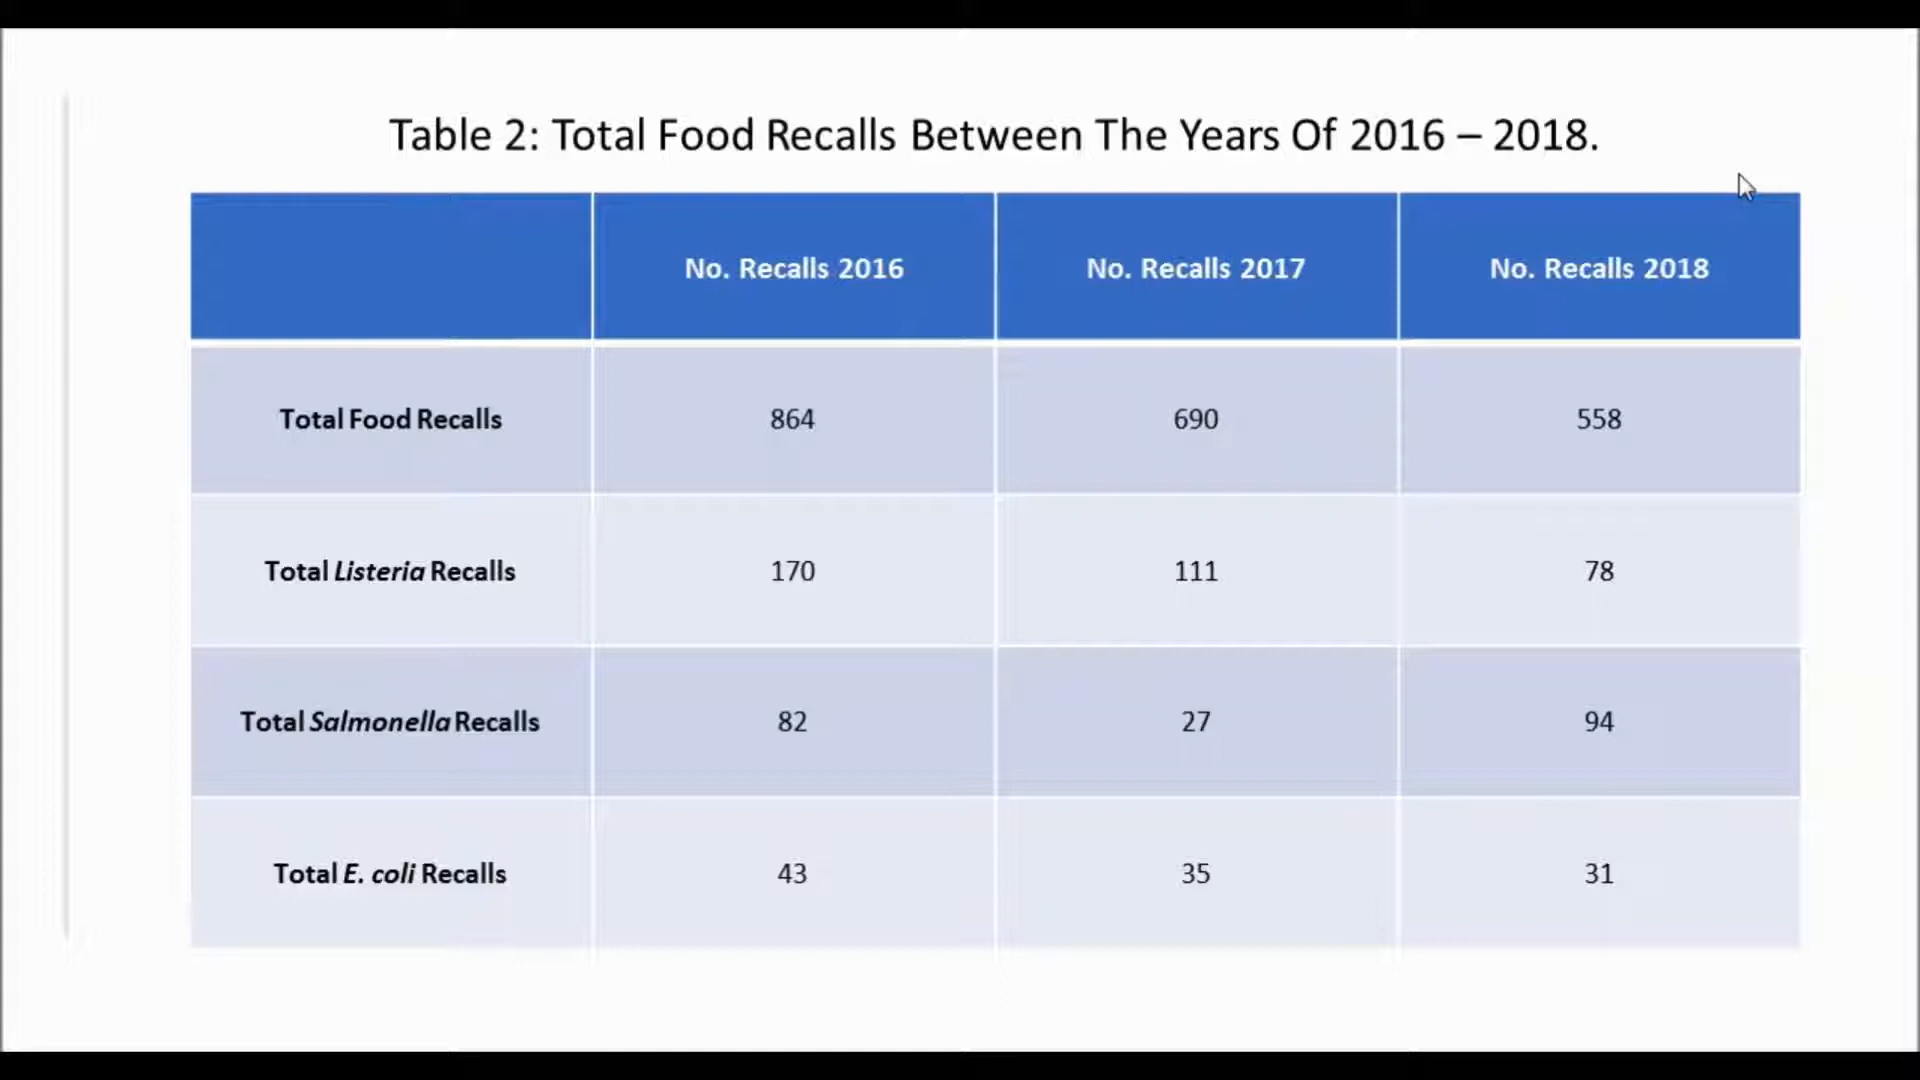 Table 2: Total Food Recalls Between The Years Of 2016 – 2018.
No. Recalls 2016 No. Recalls 2017 No. Recalls 2018
Total Food Recalls 864 690 558
Total Listeria Recalls 170 111 78
Total Salmonella Recalls 82 27 94
Total E. coli Recalls 43 35 31